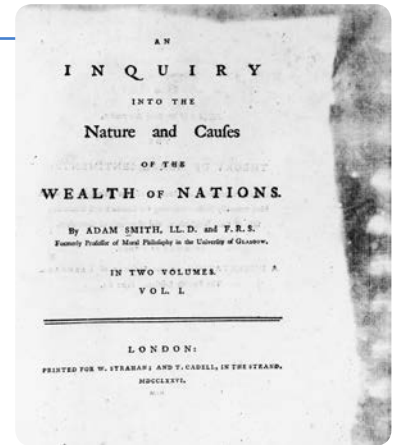 AN
INQUIRY
INTO THE
Nature and Cauſes
OF THE
WEALTH OF NATIONS.
By ADAM SMITH, LL.D. and F.R.S.
Formerly Profeſſor of Moral Philoſophy in the Univerſity of GLASGOW.
IN TWO VOLUMES.
VOL. I.
LONDON:
PRINTED FOR W. STRAHAN; AND T. CADELL, IN THE STRAND.
MDCCLXXVI.